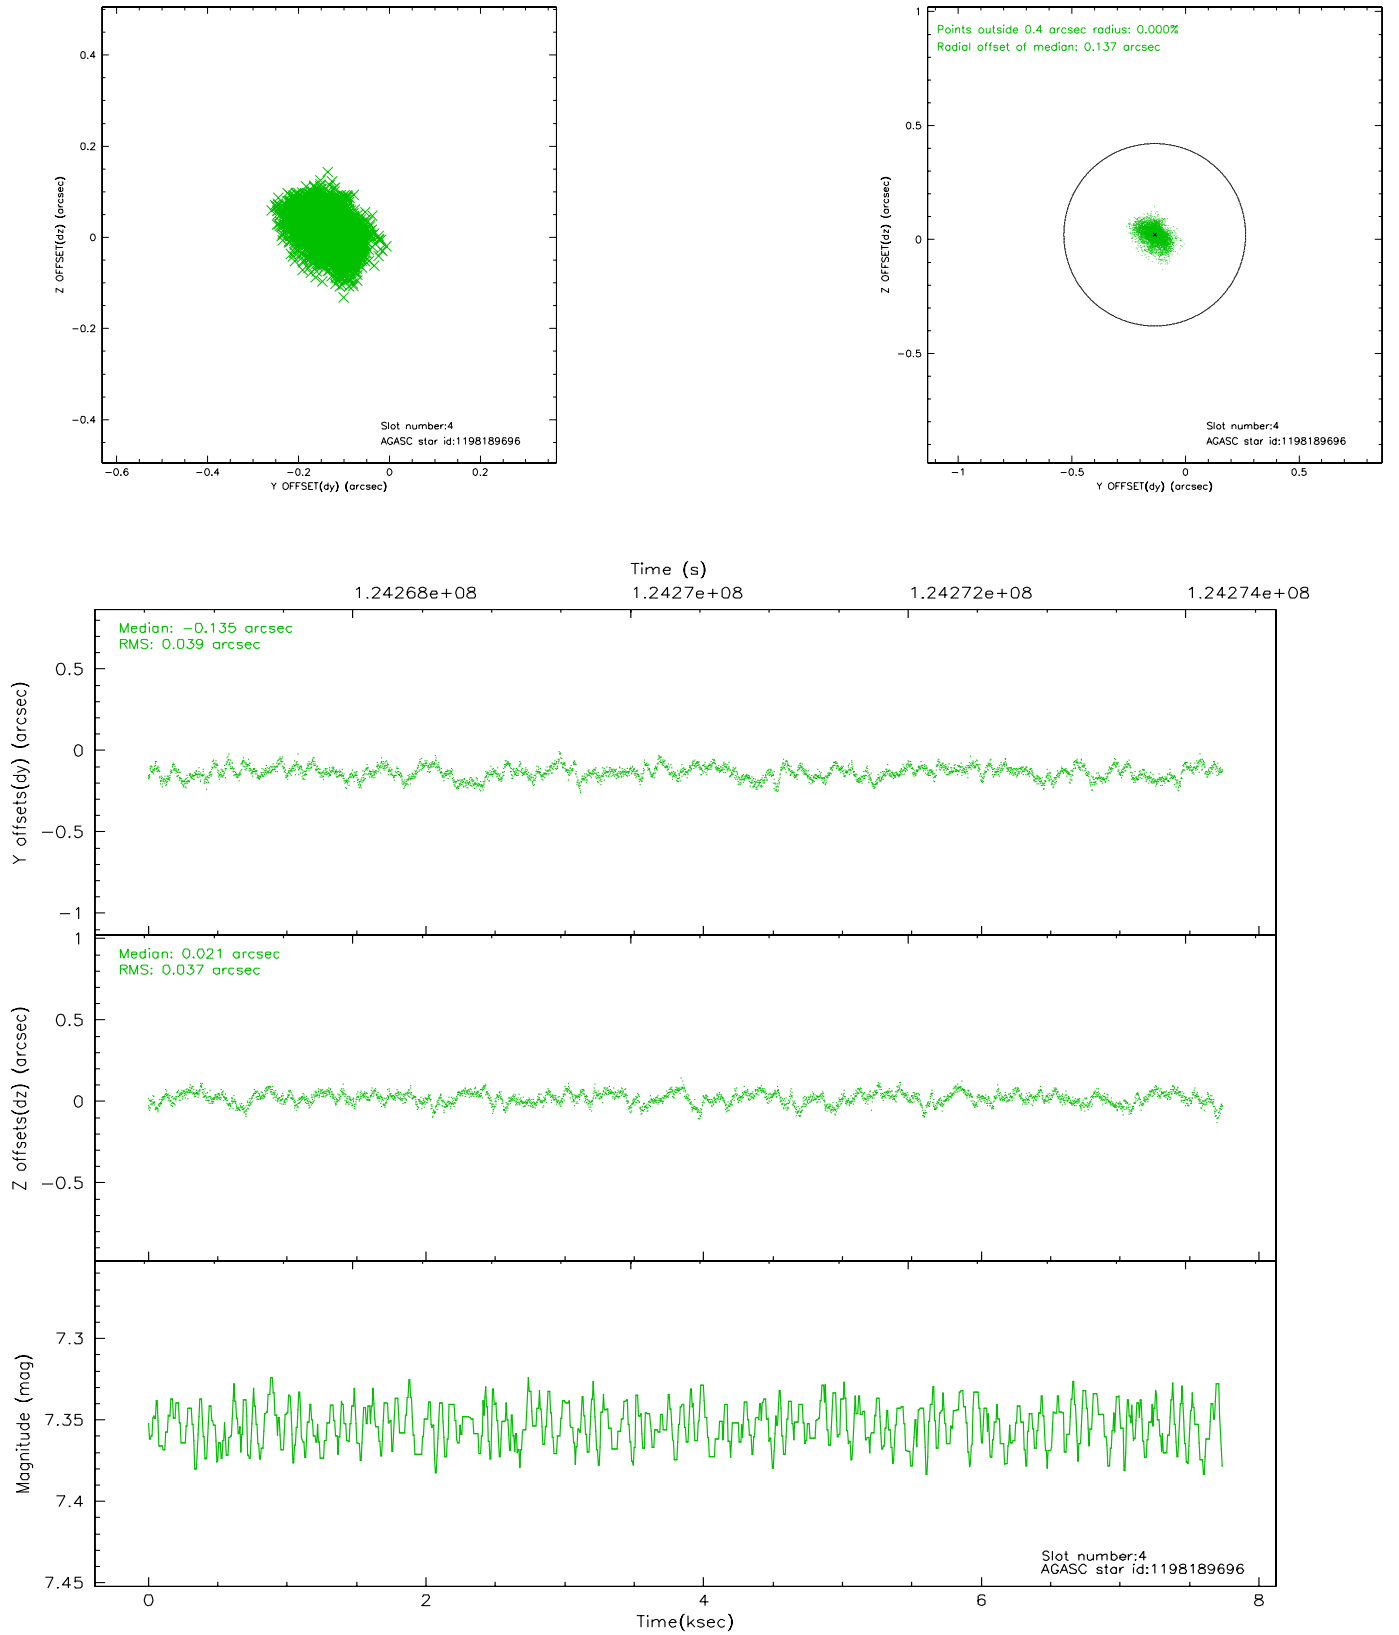 0.4
0.2
0
−0.2
−0.4
Z OFFSET(dz) (arcsec)
Slot number:4
AGASC star id:1198189696
−0.6 −0.4 −0.2 0 0.2
Y OFFSET(dy) (arcsec)
Points outside 0.4 arcsec radius: 0.000%
Radial offset of median: 0.137 arcsec
1
0.5
0
−0.5
Z OFFSET(dz) (arcsec)
Slot number:4
AGASC star id:1198189696
−1 −0.5 0 0.5
Y OFFSET(dy) (arcsec)
Time (s)
1.24268e+08 1.2427e+08 1.24272e+08 1.24274e+08
Median: −0.135 arcsec
RMS: 0.039 arcsec
0.5
0
−0.5
−1
Y offsets(dy) (arcsec)
Median: 0.021 arcsec
RMS: 0.037 arcsec
1
0.5
0
−0.5
Z offsets(dz) (arcsec)
7.3
7.35
7.4
7.45
Magnitude (mag)
Slot number:4
AGASC star id:1198189696
0 2 4 6 8
Time(ksec)